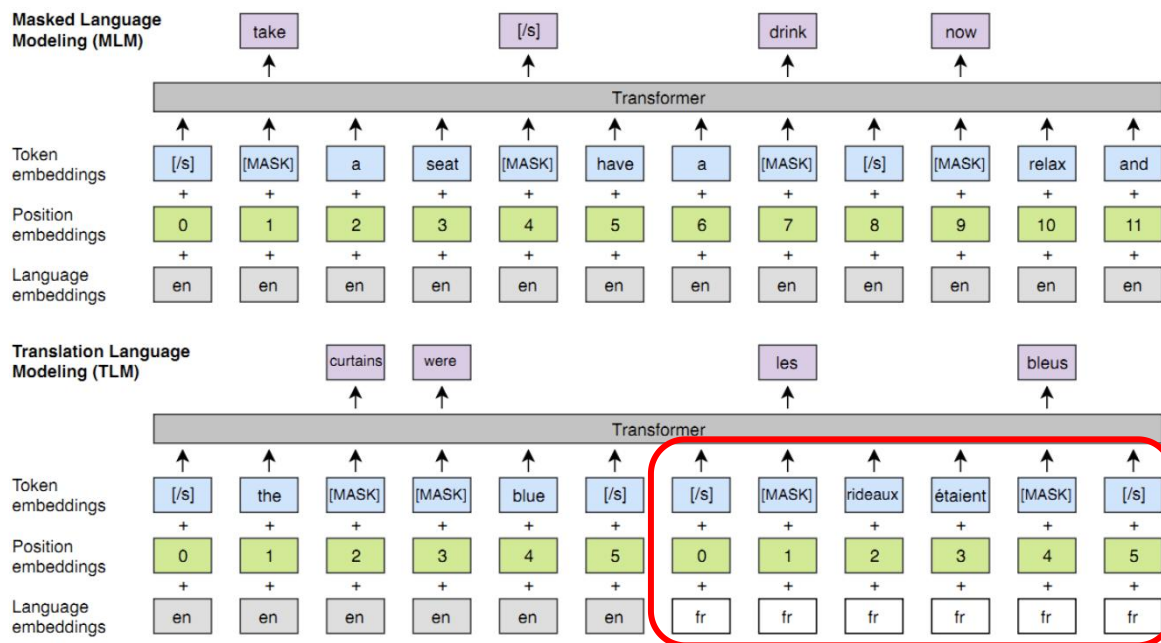 Masked Language
Modeling (MLM)
take [/s] drink now
Transformer
Token
embeddings
[/s] [MASK] a seat [MASK] have a [MASK] [/s] [MASK] relax and
+ + + + + + + + + + + +
Position
embeddings
0 1 2 3 4 5 6 7 8 9 10 11
+ + + + + + + + + + + +
Language
embeddings
en en en en en en en en en en en en
Translation Language
Modeling (TLM)
curtains were les bleus
Transformer
Token
embeddings
[/s] the [MASK] [MASK] blue [/s] [/s] [MASK] rideaux étaient [MASK] [/s]
+ + + + + + + + + + + +
Position
embeddings
0 1 2 3 4 5 0 1 2 3 4 5
+ + + + + + + + + + + +
Language
embeddings
en en en en en en fr fr fr fr fr fr